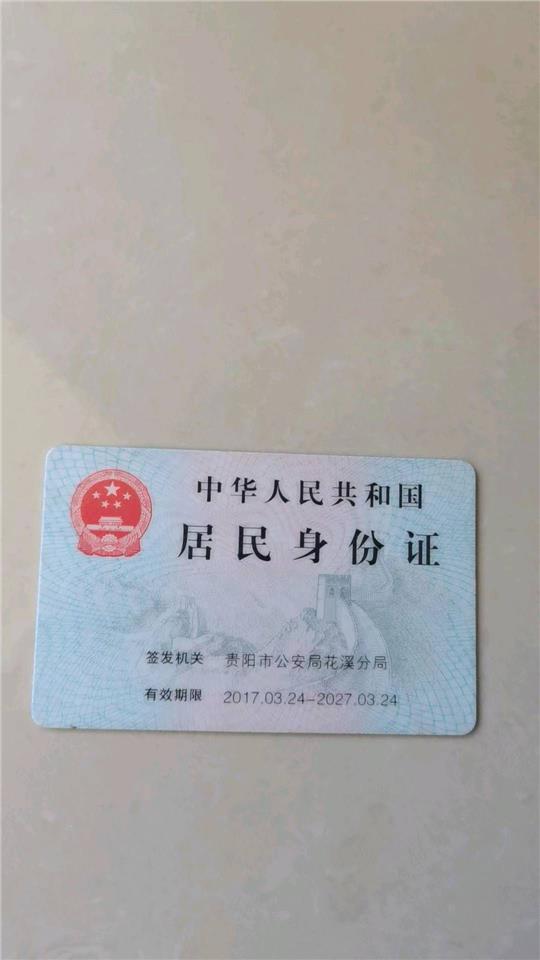 中华人民共和国
居民身份证
签发机关 贵阳市公安局花溪分局
有效期限 2017.03.24-2027.03.24